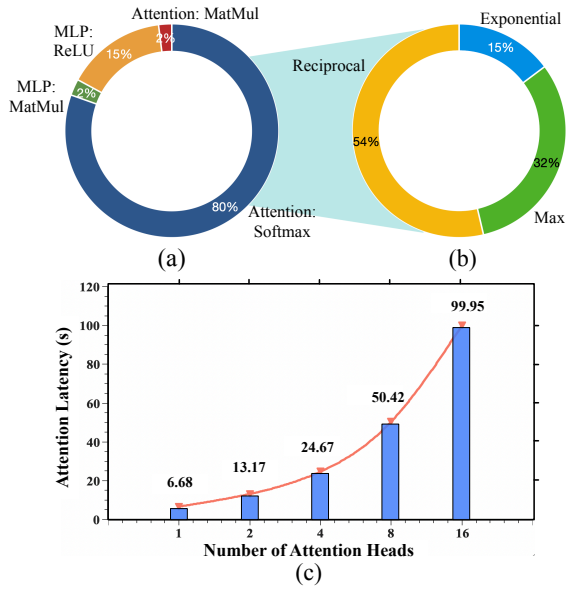 Attention: MatMul
MLP:
ReLU
2%
15%
MLP:
MatMul
2%
80%
Attention:
Softmax
(a)
Exponential
15%
Reciprocal
54%
32%
Max
(b)
Attention Latency (s)
120
100
80
60
40
20
0
6.68
13.17
24.67
50.42
99.95
1 2 4 8 16
Number of Attention Heads
(c)